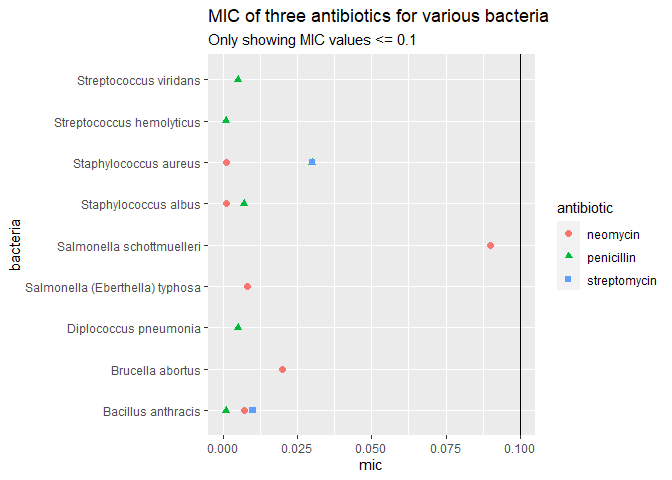 MIC of three antibiotics for various bacteria
Only showing MIC values <= 0.1
bacteria
Streptococcus viridans
Streptococcus hemolyticus
Staphylococcus aureus
Staphylococcus albus
Salmonella schottmuelleri
Salmonella (Eberthella) typhosa
Diplococcus pneumonia
Brucella abortus
Bacillus anthracis
0.000 0.025 0.050 0.075 0.100
mic
antibiotic
neomycin
penicillin
streptomycin